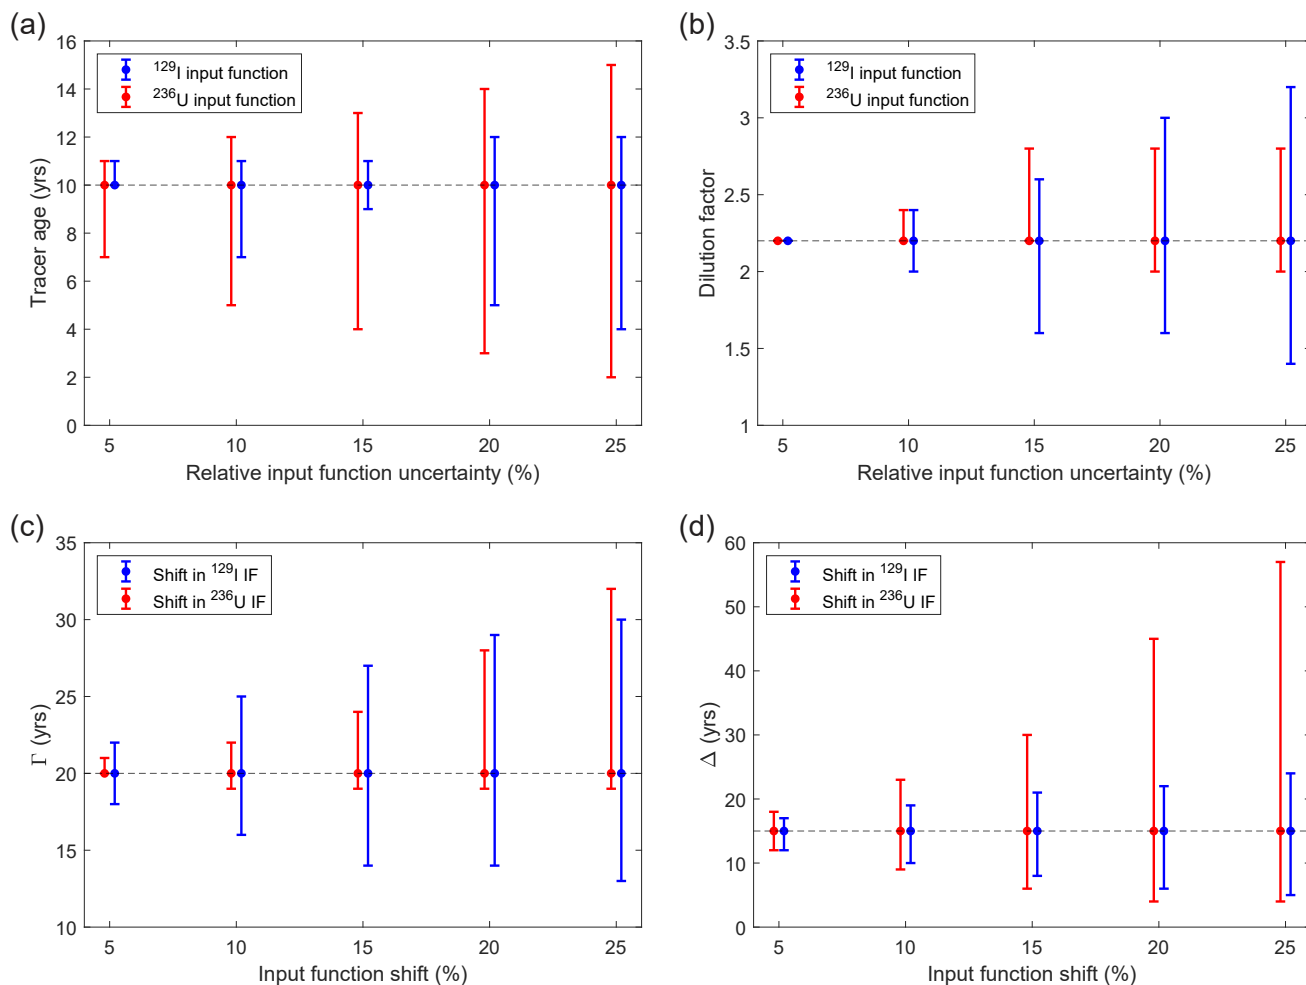 (a)
16
14
12
10
8
6
4
2
0
Tracer age (yrs)
129I input function
236U input function
5 10 15 20 25
Relative input function uncertainty (%)
(b)
3.5
3
2.5
2
1.5
1
Dilution factor
129I input function
236U input function
5 10 15 20 25
Relative input function uncertainty (%)
(c)
35
30
25
20
15
10
Γ (yrs)
Shift in 129I IF
Shift in 236U IF
5 10 15 20 25
Input function shift (%)
(d)
60
50
40
30
20
10
0
Δ (yrs)
Shift in 129I IF
Shift in 236U IF
5 10 15 20 25
Input function shift (%)